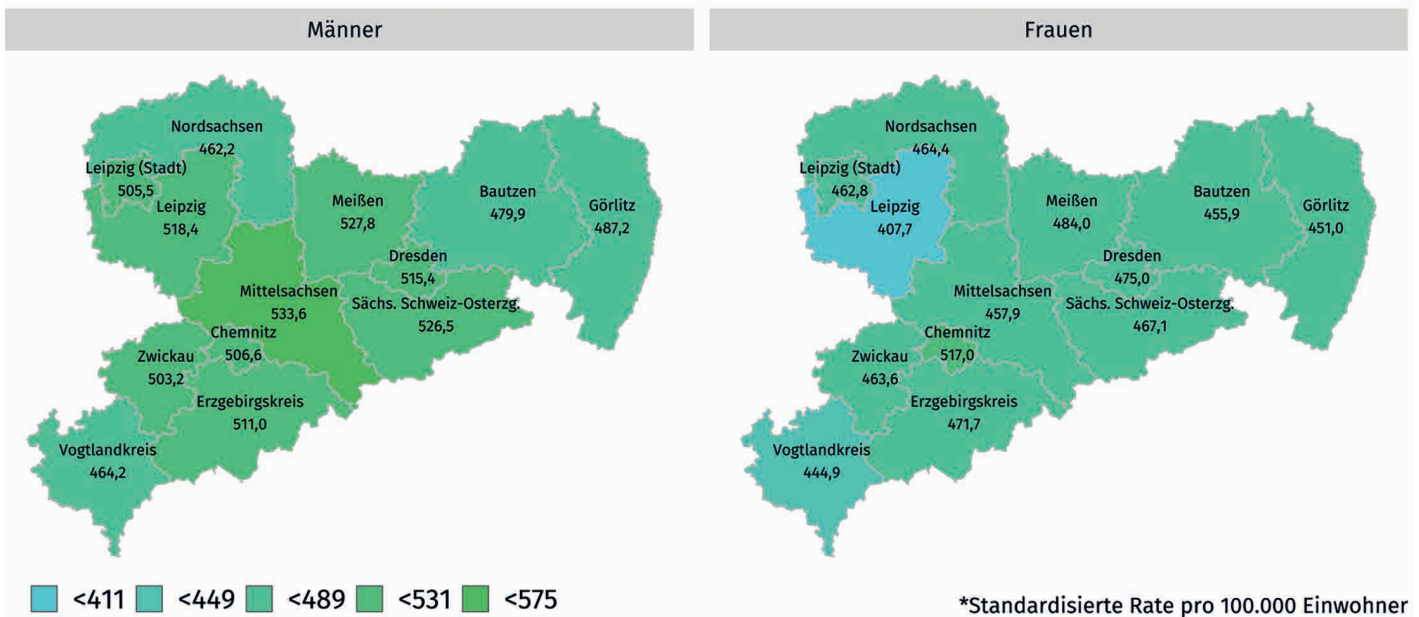 Männer
Nordsachsen
462,2
Leipzig (Stadt)
505,5
Leipzig
518,4
Meißen
527,8
Bautzen
479,9
Görlitz
487,2
Dresden
515,4
Mittelsachsen
533,6
Sächs. Schweiz-Osterzg.
526,5
Chemnitz
506,6
Zwickau
503,2
Erzgebirgskreis
511,0
Vogtlandkreis
464,2
Frauen
Nordsachsen
464,4
Leipzig (Stadt)
462,8
Leipzig
407,7
Meißen
484,0
Bautzen
455,9
Görlitz
451,0
Dresden
475,0
Mittelsachsen
457,9
Sächs. Schweiz-Osterzg.
467,1
Chemnitz
517,0
Zwickau
463,6
Erzgebirgskreis
471,7
Vogtlandkreis
444,9
<411 <449 <489 <531 <575
*Standardisierte Rate pro 100.000 Einwohner